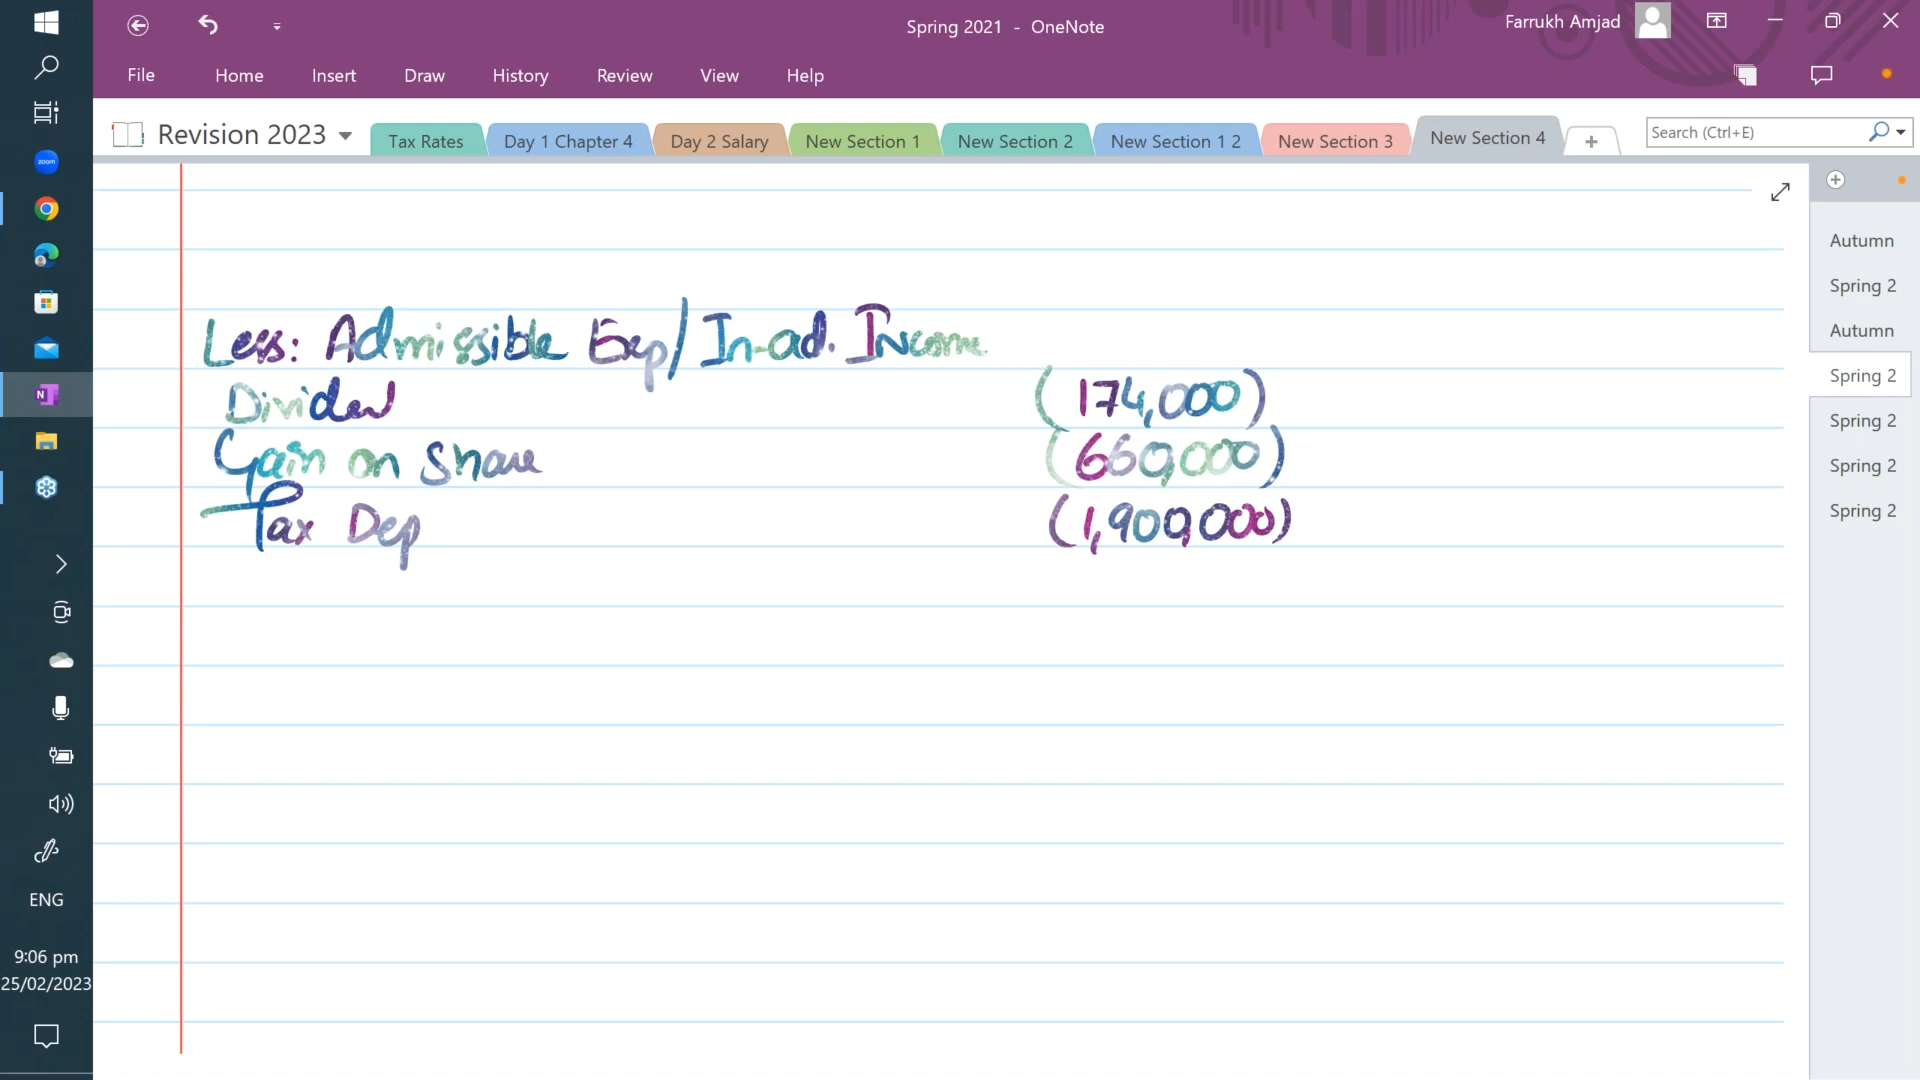 Spring 2021 - OneNote
Farrukh Amjad
File Home Insert Draw History Review View Help
Revision 2023
Tax Rates
Day 1 Chapter 4
Day 2 Salary
New Section 1
New Section 2
New Section 1 2
New Section 3
New Section 4
Search (Ctrl+E)
zoom
Autumn
Spring 2
Autumn
Spring 2
Spring 2
Spring 2
Spring 2
Less: Admissible Exp/In-ad. Income
Dividend (174,000)
Gain on Share (660,000)
Tax Dep (1,900,000)
ENG
9:06 pm
25/02/2023